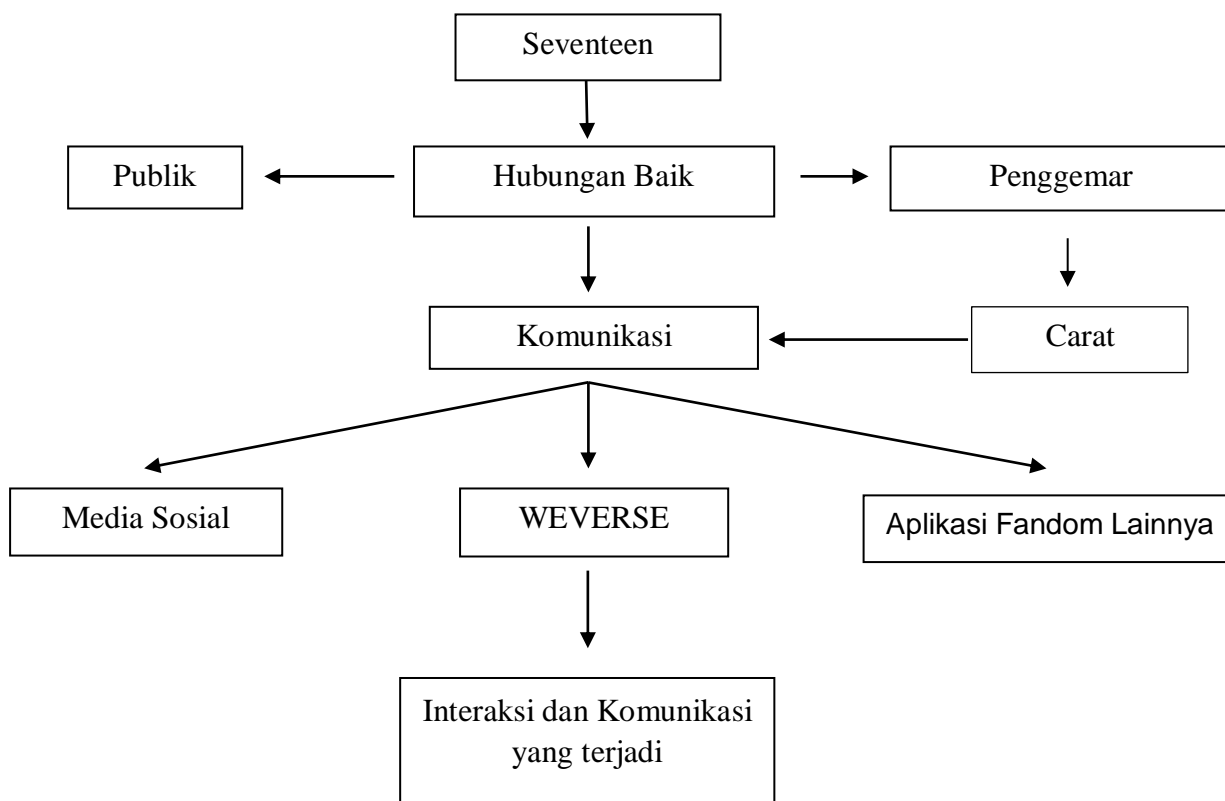 Seventeen
Publik
Hubungan Baik
Penggemar
Komunikasi
Carat
Media Sosial
WEVERSE
Aplikasi Fandom Lainnya
Interaksi dan Komunikasi
yang terjadi